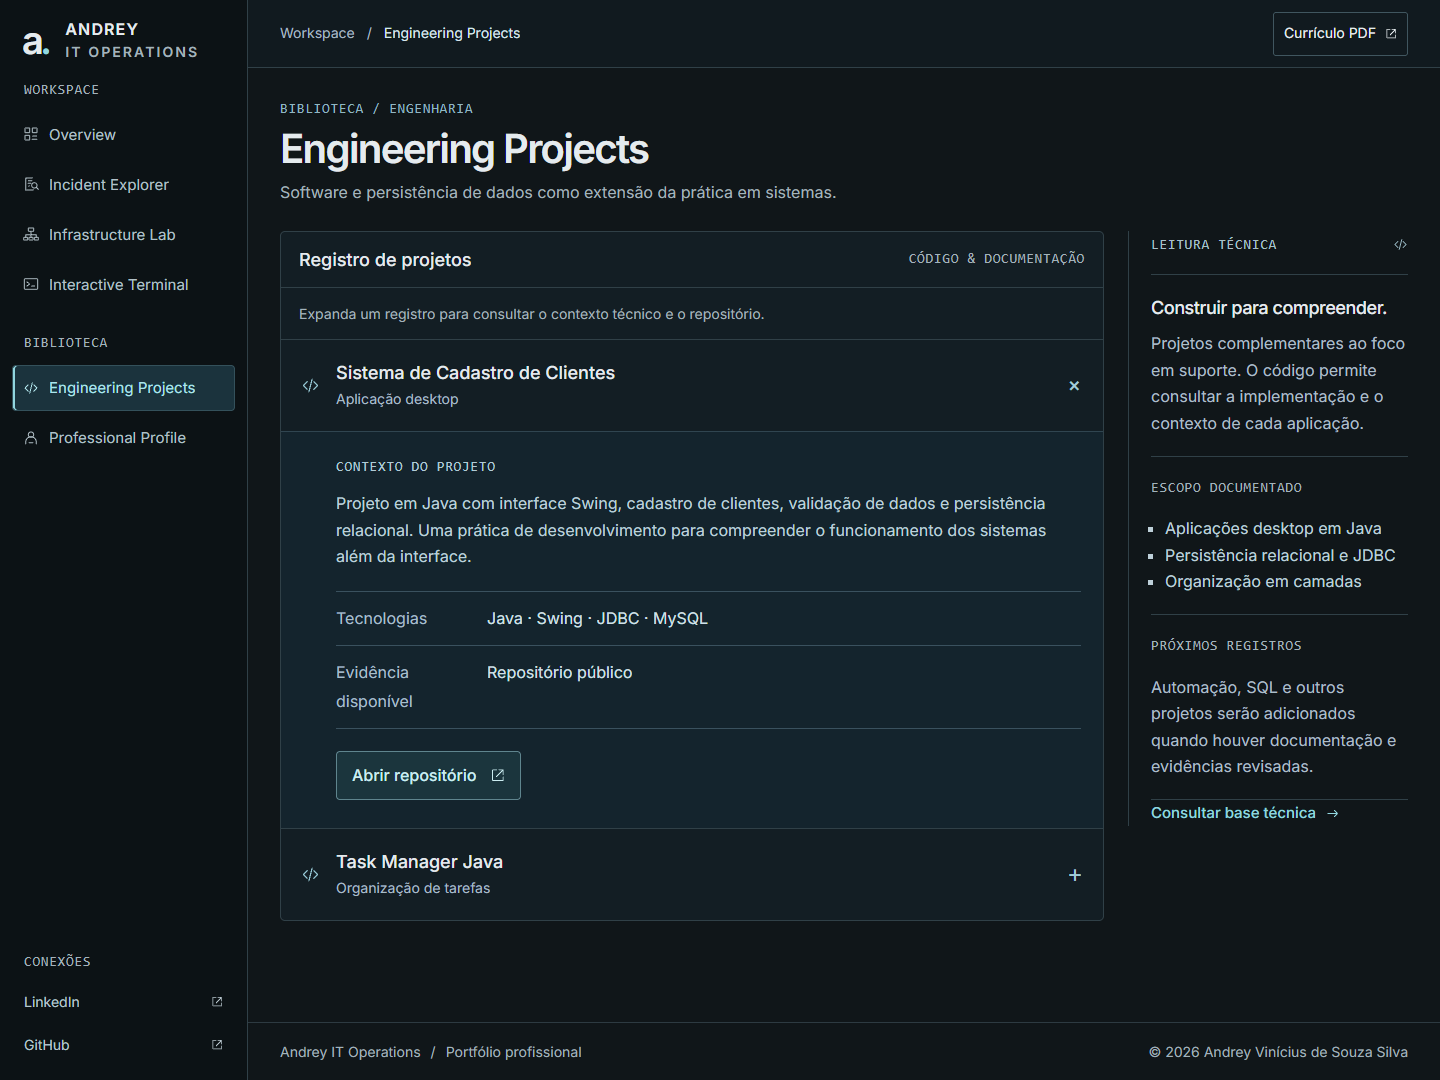 a.
ANDREY
IT OPERATIONS
WORKSPACE
Overview
Incident Explorer
Infrastructure Lab
Interactive Terminal
BIBLIOTECA
Engineering Projects
Professional Profile
CONEXÕES
LinkedIn
GitHub
Workspace / Engineering Projects
Currículo PDF
BIBLIOTECA / ENGENHARIA
Engineering Projects
Software e persistência de dados como extensão da prática em sistemas.
Registro de projetos
CÓDIGO & DOCUMENTAÇÃO
Expanda um registro para consultar o contexto técnico e o repositório.
Sistema de Cadastro de Clientes
Aplicação desktop
CONTEXTO DO PROJETO
Projeto em Java com interface Swing, cadastro de clientes, validação de dados e persistência
relacional. Uma prática de desenvolvimento para compreender o funcionamento dos sistemas
além da interface.
Tecnologias
Java · Swing · JDBC · MySQL
Evidência
disponível
Repositório público
Abrir repositório
Task Manager Java
Organização de tarefas
LEITURA TÉCNICA
Construir para compreender.
Projetos complementares ao foco
em suporte. O código permite
consultar a implementação e o
contexto de cada aplicação.
ESCOPO DOCUMENTADO
Aplicações desktop em Java
Persistência relacional e JDBC
Organização em camadas
PRÓXIMOS REGISTROS
Automação, SQL e outros
projetos serão adicionados
quando houver documentação e
evidências revisadas.
Consultar base técnica →
Andrey IT Operations / Portfólio profissional
© 2026 Andrey Vinícius de Souza Silva